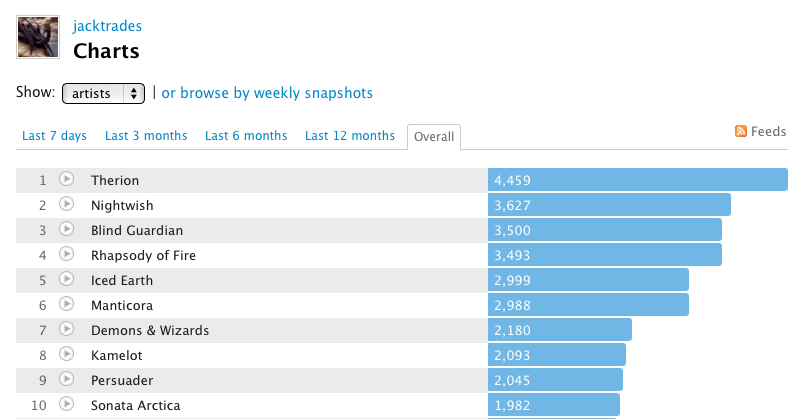 jacktrades
Charts
Show: artists | or browse by weekly snapshots
Last 7 days Last 3 months Last 6 months Last 12 months Overall Feeds
1 Therion 4,459
2 Nightwish 3,627
3 Blind Guardian 3,500
4 Rhapsody of Fire 3,493
5 Iced Earth 2,999
6 Manticora 2,988
7 Demons & Wizards 2,180
8 Kamelot 2,093
9 Persuader 2,045
10 Sonata Arctica 1,982